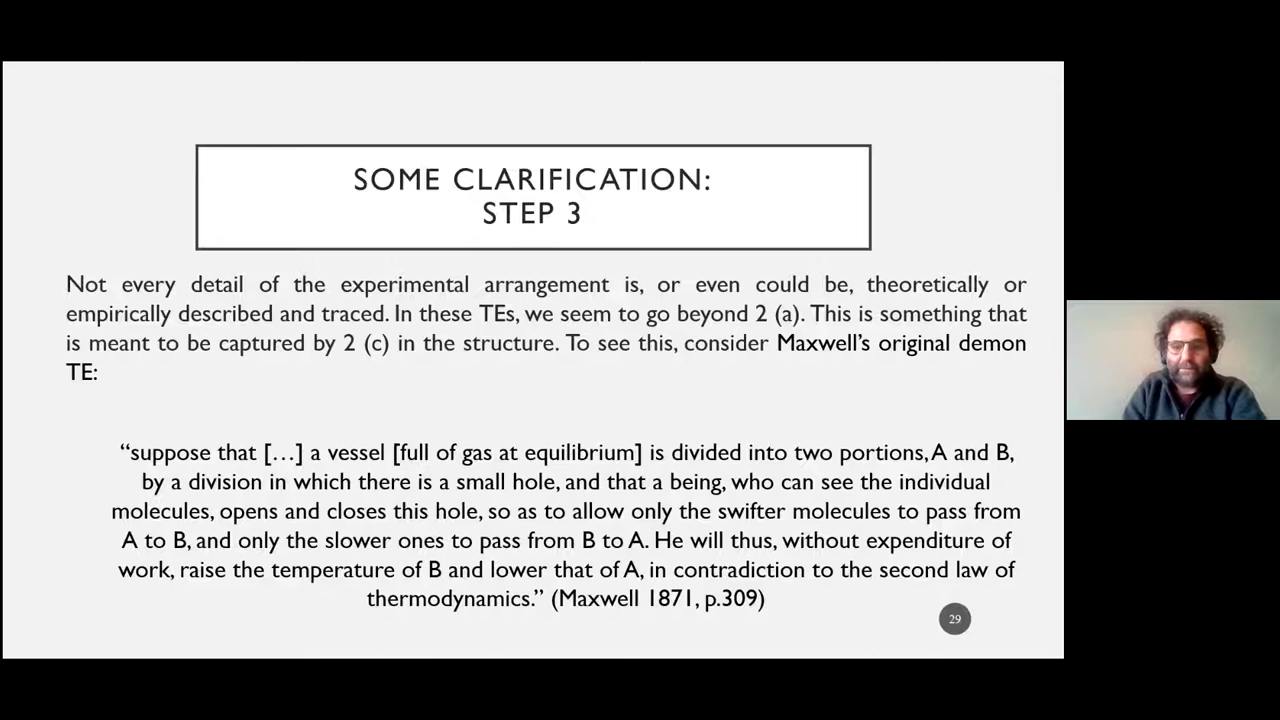 SOME CLARIFICATION:
STEP 3
Not every detail of the experimental arrangement is, or even could be, theoretically or
empirically described and traced. In these TEs, we seem to go beyond 2 (a). This is something that
is meant to be captured by 2 (c) in the structure. To see this, consider Maxwell’s original demon
TE:
“suppose that […] a vessel [full of gas at equilibrium] is divided into two portions, A and B,
by a division in which there is a small hole, and that a being, who can see the individual
molecules, opens and closes this hole, so as to allow only the swifter molecules to pass from
A to B, and only the slower ones to pass from B to A. He will thus, without expenditure of
work, raise the temperature of B and lower that of A, in contradiction to the second law of
thermodynamics.” (Maxwell 1871, p.309)
29